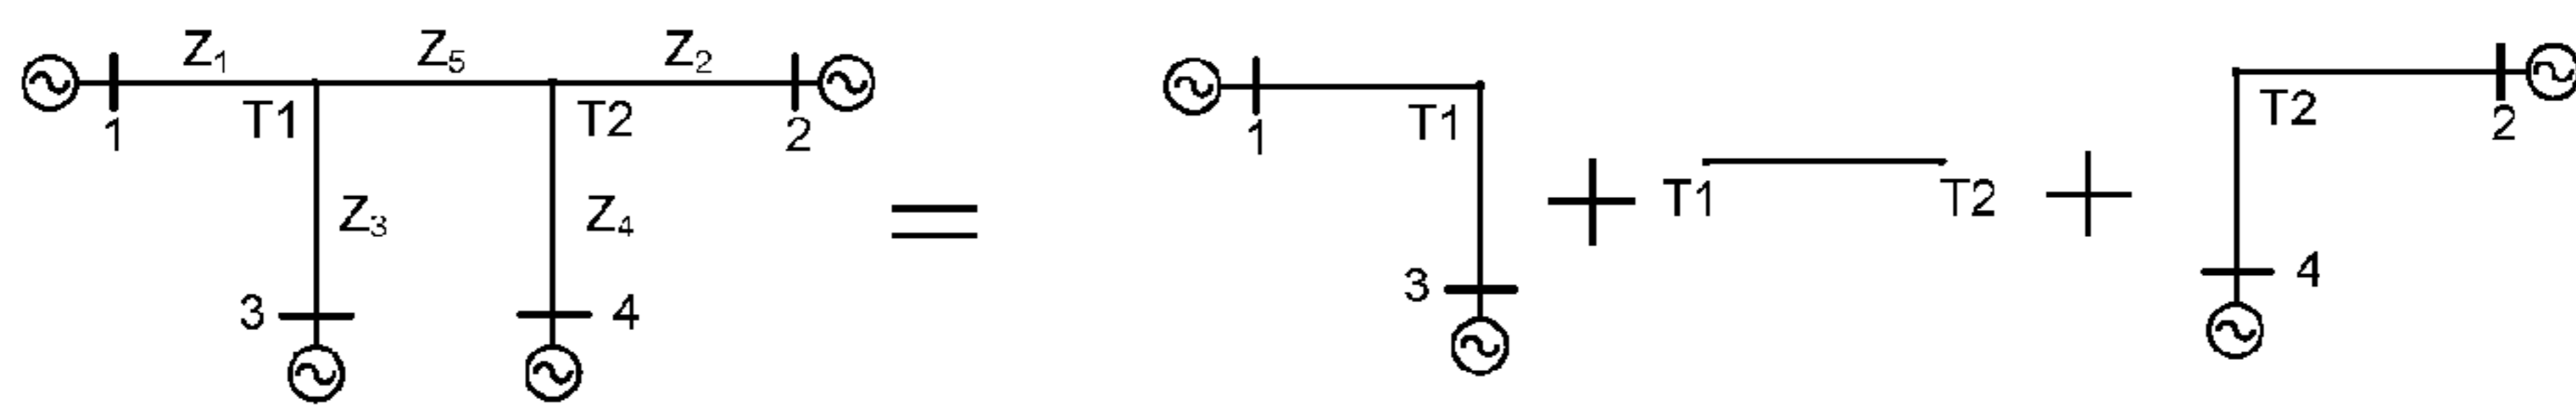 Z₁ Z₅ Z₂
1 T1 T2 2
Z₃ Z₄
3 4
=
1 T1
3
+
T1 T2
+
T2 2
4